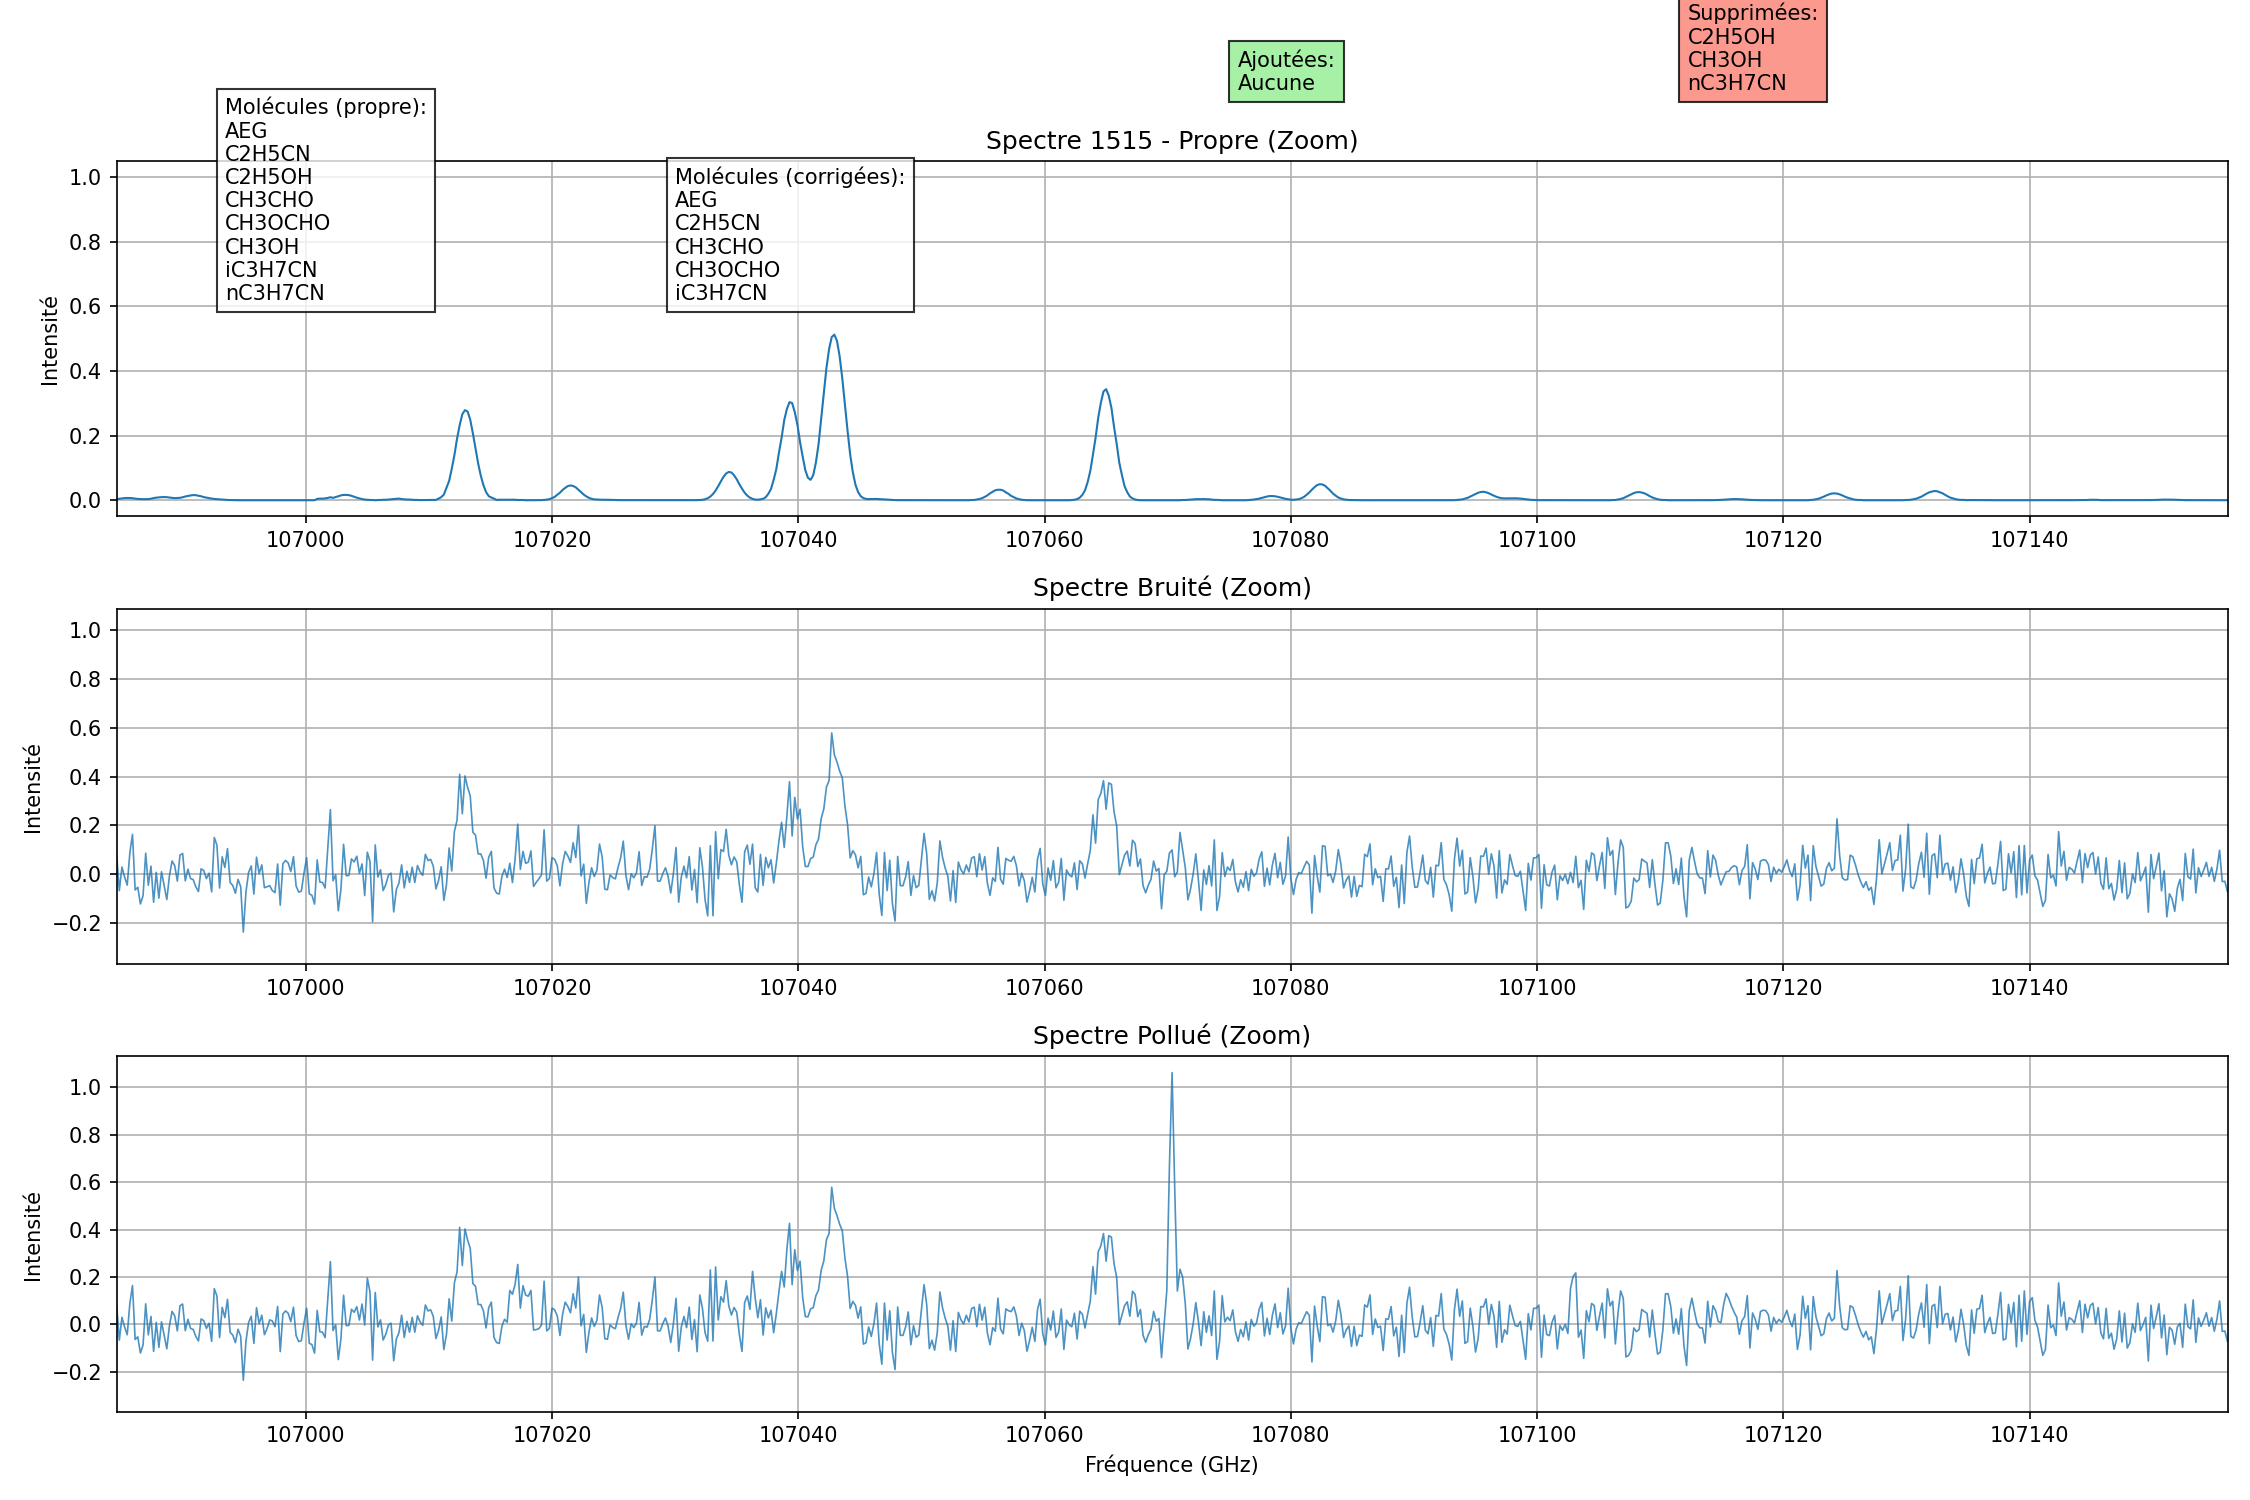 Supprimées:
C2H5OH
CH3OH
nC3H7CN
Ajoutées:
Aucune
Molécules (propre):
AEG
C2H5CN
C2H5OH
CH3CHO
CH3OCHO
CH3OH
iC3H7CN
nC3H7CN
Molécules (corrigées):
AEG
C2H5CN
CH3CHO
CH3OCHO
iC3H7CN
Spectre 1515 - Propre (Zoom)
Intensité
1.0
0.8
0.6
0.4
0.2
0.0
107000 107020 107040 107060 107080 107100 107120 107140
Spectre Bruité (Zoom)
Intensité
1.0
0.8
0.6
0.4
0.2
0.0
−0.2
107000 107020 107040 107060 107080 107100 107120 107140
Spectre Pollué (Zoom)
Intensité
1.0
0.8
0.6
0.4
0.2
0.0
−0.2
107000 107020 107040 107060 107080 107100 107120 107140
Fréquence (GHz)